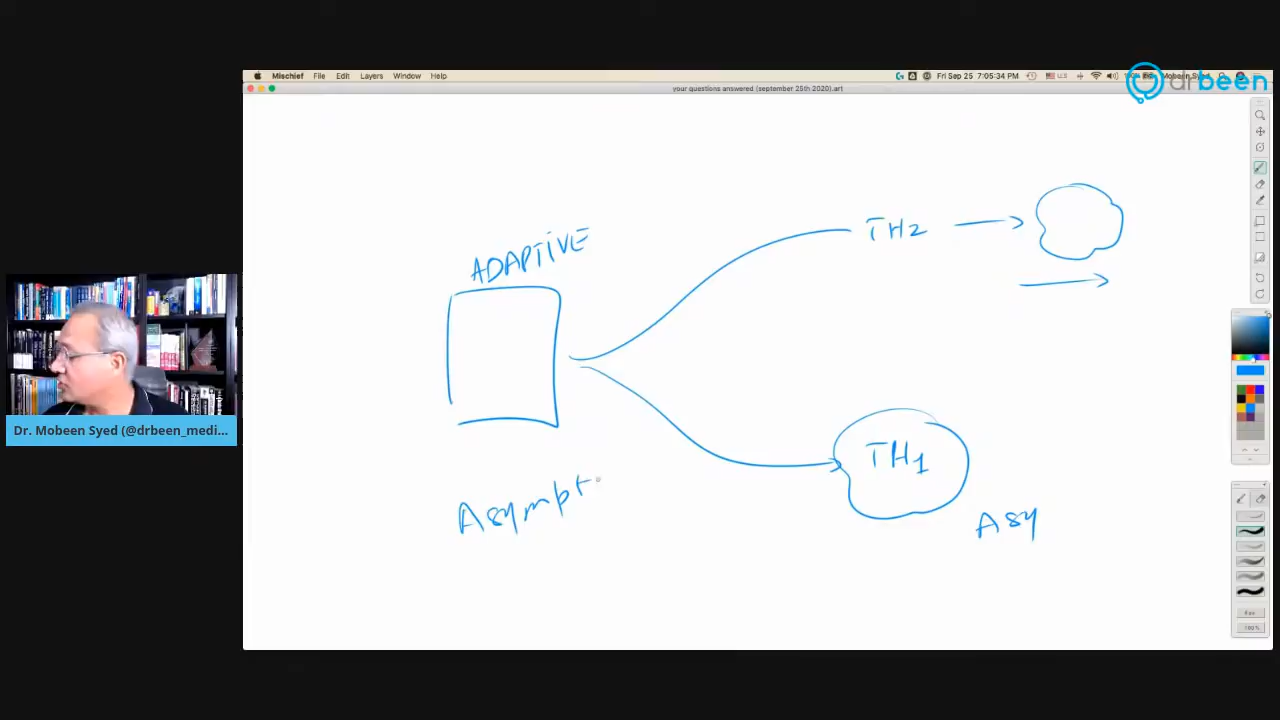 drbeen
Mischief File Edit Layers Window Help
Fri Sep 25 7:05:34 PM
your questions answered (september 25th 2020).art
TH2
ADAPTIVE
TH1
Asympt
Asy
Dr. Mobeen Syed (@drbeen_medi...